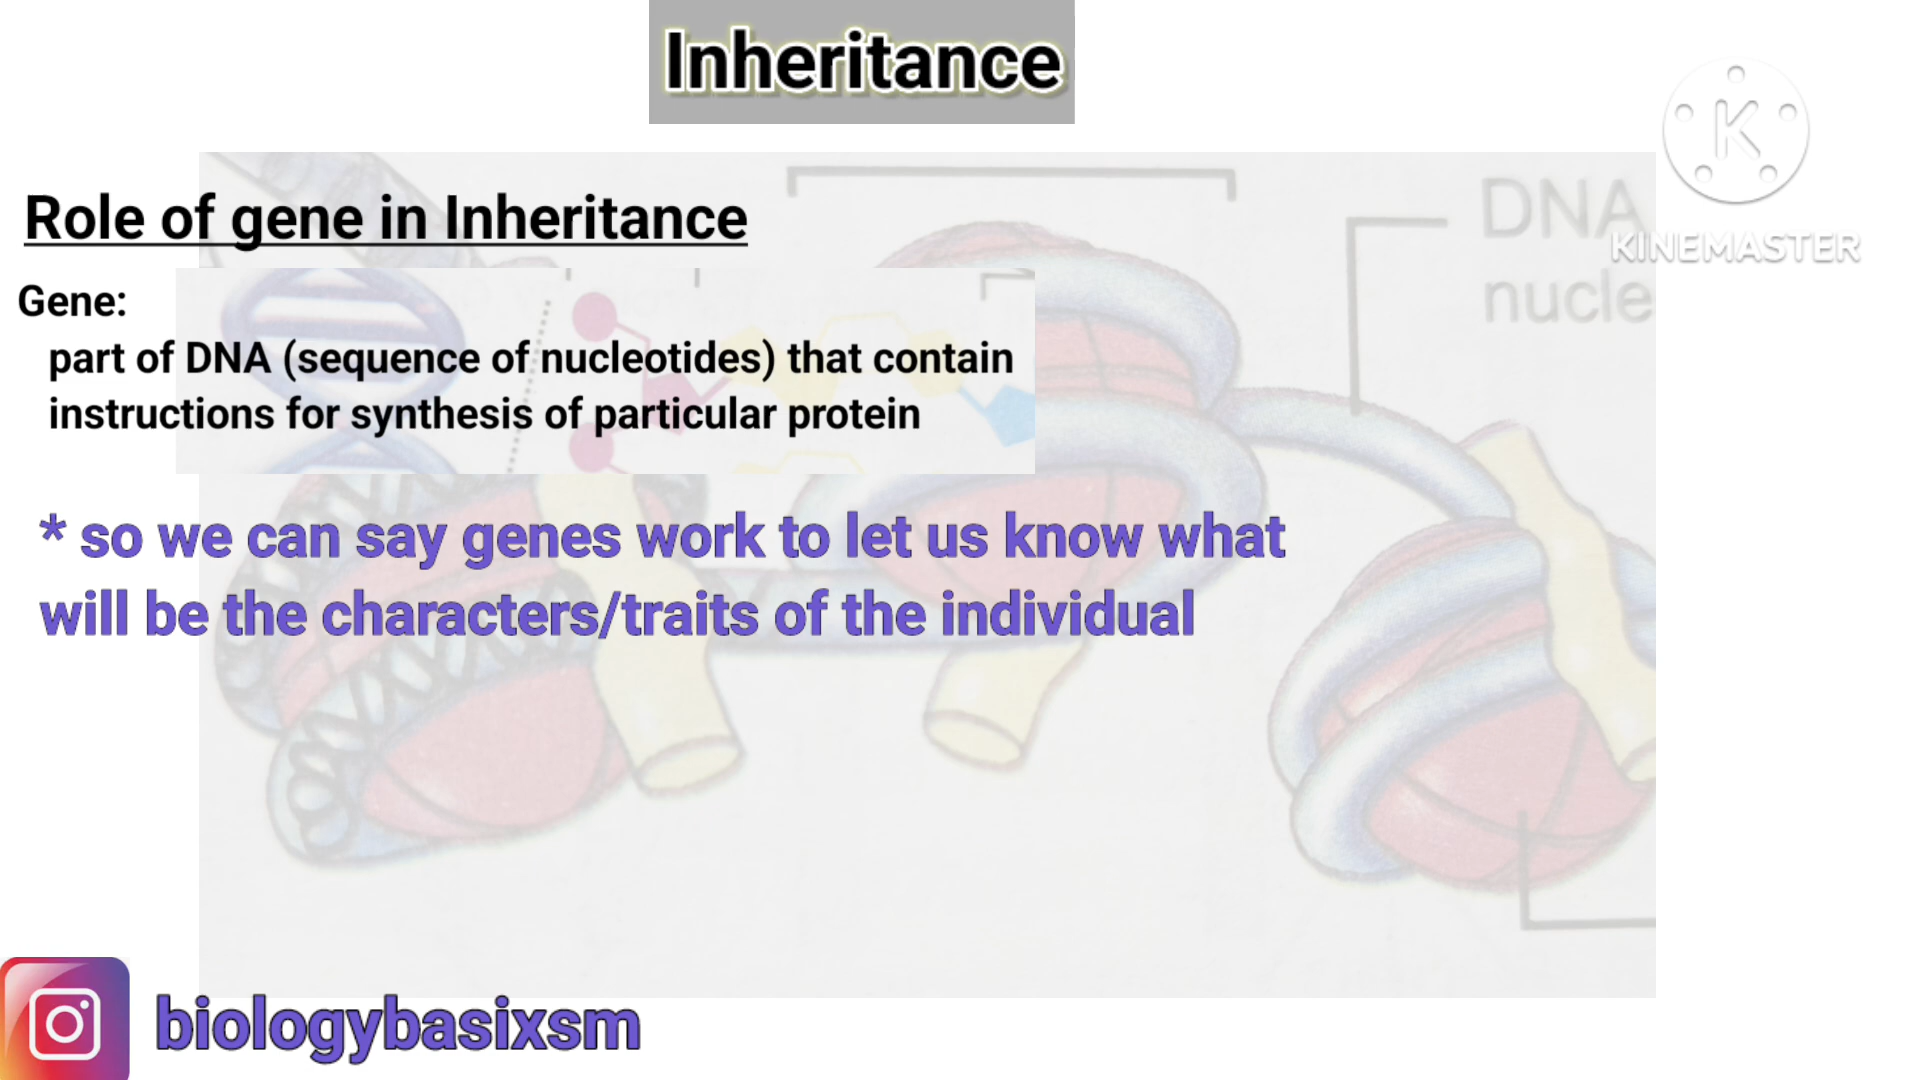 Inheritance
K
KINEMASTER
DNA
nucle
Role of gene in Inheritance
Gene:
part of DNA (sequence of nucleotides) that contain
instructions for synthesis of particular protein
* so we can say genes work to let us know what
will be the characters/traits of the individual
biologybasixsm